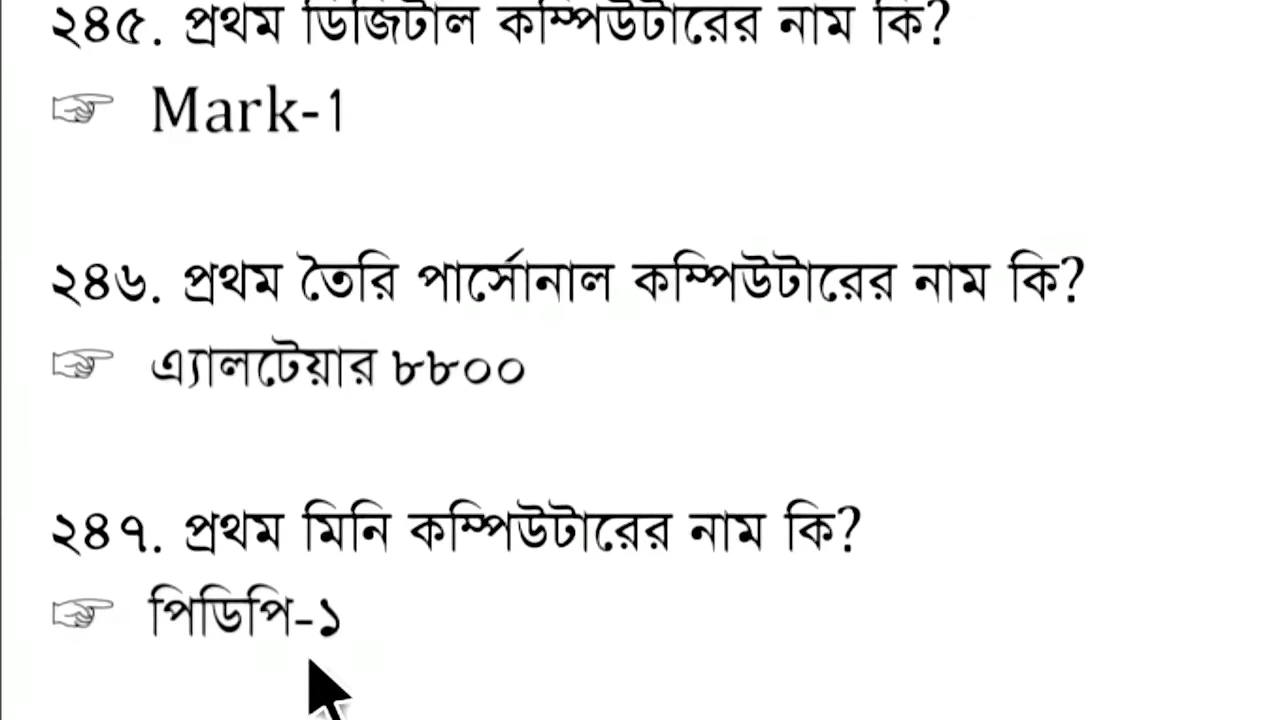 ২৪৫. প্রথম ডিজিটাল কম্পিউটারের নাম কি?
☞ Mark-1
২৪৬. প্রথম তৈরি পার্সোনাল কম্পিউটারের নাম কি?
☞ এ্যালটেয়ার ৮৮০০
২৪৭. প্রথম মিনি কম্পিউটারের নাম কি?
☞ পিডিপি-১